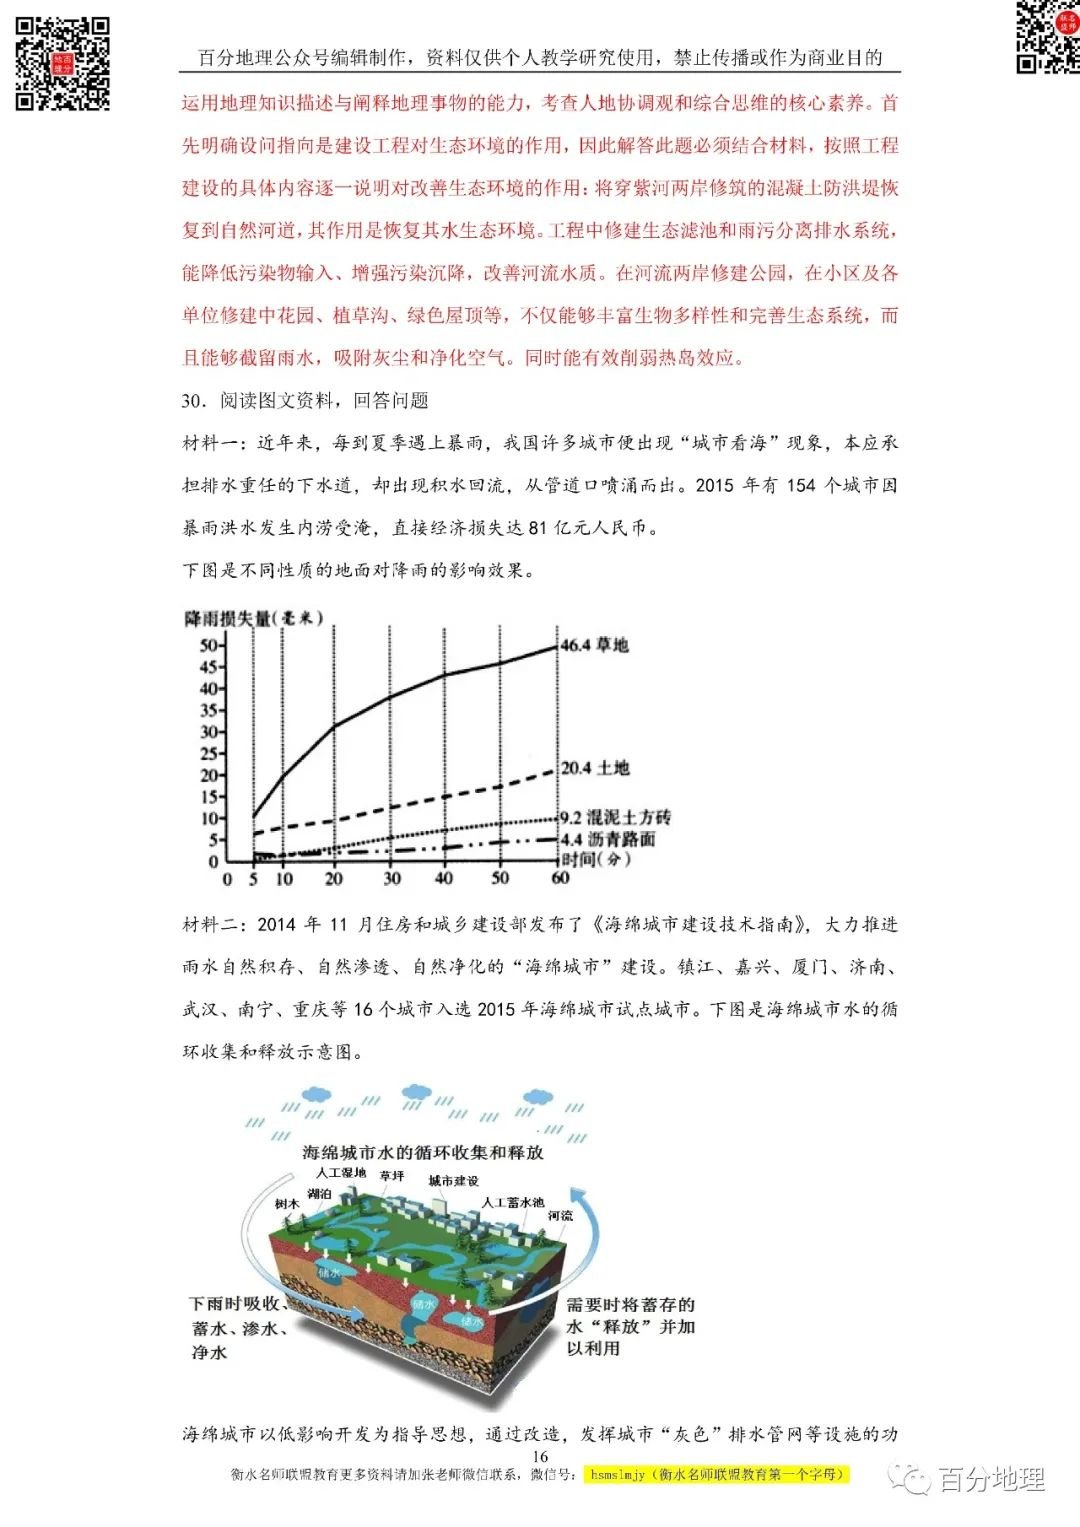 百分地理公众号编辑制作，资料仅供个人教学研究使用，禁止传播或作为商业目的
运用地理知识描述与阐释地理事物的能力，考查人地协调观和综合思维的核心素养。首
先明确设问指向是建设工程对生态环境的作用，因此解答此题必须结合材料，按照工程
建设的具体内容逐一说明对改善生态环境的作用：将穿紫河两岸修筑的混凝土防洪堤恢
复到自然河道，其作用是恢复其水生态环境。工程中修建生态滤池和雨污分离排水系统，
能降低污染物输入、增强污染沉降，改善河流水质。在河流两岸修建公园，在小区及各
单位修建中花园、植草沟、绿色屋顶等，不仅能够丰富生物多样性和完善生态系统，而
且能够截留雨水，吸附灰尘和净化空气。同时能有效削弱热岛效应。
30．阅读图文资料，回答问题
材料一：近年来，每到夏季遇上暴雨，我国许多城市便出现“城市看海”现象，本应承
担排水重任的下水道，却出现积水回流，从管道口喷涌而出。2015 年有 154 个城市因
暴雨洪水发生内涝受淹，直接经济损失达 81 亿元人民币。
下图是不同性质的地面对降雨的影响效果。
降雨损失量(毫米)
50
45
40
35
30
25
20
15
10
5
0
46.4 草地
20.4 土地
9.2 混泥土方砖
4.4 沥青路面
时间(分)
0 5 10 20 30 40 50 60
材料二：2014 年 11 月住房和城乡建设部发布了《海绵城市建设技术指南》，大力推进
雨水自然积存、自然渗透、自然净化的“海绵城市”建设。镇江、嘉兴、厦门、济南、
武汉、南宁、重庆等 16 个城市入选 2015 年海绵城市试点城市。下图是海绵城市水的循
环收集和释放示意图。
海绵城市水的循环收集和释放
人工湿地 草坪
城市建设
湖泊
树木
人工蓄水池
河流
储水
储水
储水
下雨时吸收、
蓄水、渗水、
净水
需要时将蓄存的
水“释放”并加
以利用
海绵城市以低影响开发为指导思想，通过改造，发挥城市“灰色”排水管网等设施的功
16
衡水名师联盟教育更多资料请加张老师微信联系，微信号： hsmslmjy（衡水名师联盟教育第一个字母）
百分地理